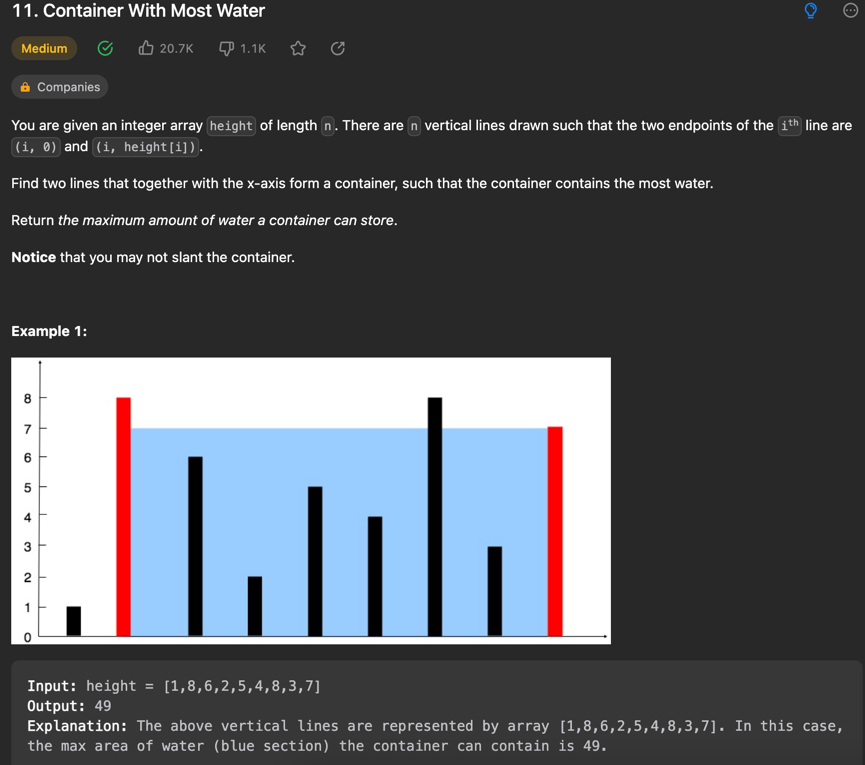 11. Container With Most Water
Medium 20.7K 1.1K
Companies
You are given an integer array height of length n. There are n vertical lines drawn such that the two endpoints of the ith line are
(i, 0) and (i, height[i]).
Find two lines that together with the x-axis form a container, such that the container contains the most water.
Return the maximum amount of water a container can store.
Notice that you may not slant the container.
Example 1:
8
7
6
5
4
3
2
1
0
Input: height = [1,8,6,2,5,4,8,3,7]
Output: 49
Explanation: The above vertical lines are represented by array [1,8,6,2,5,4,8,3,7]. In this case,
the max area of water (blue section) the container can contain is 49.